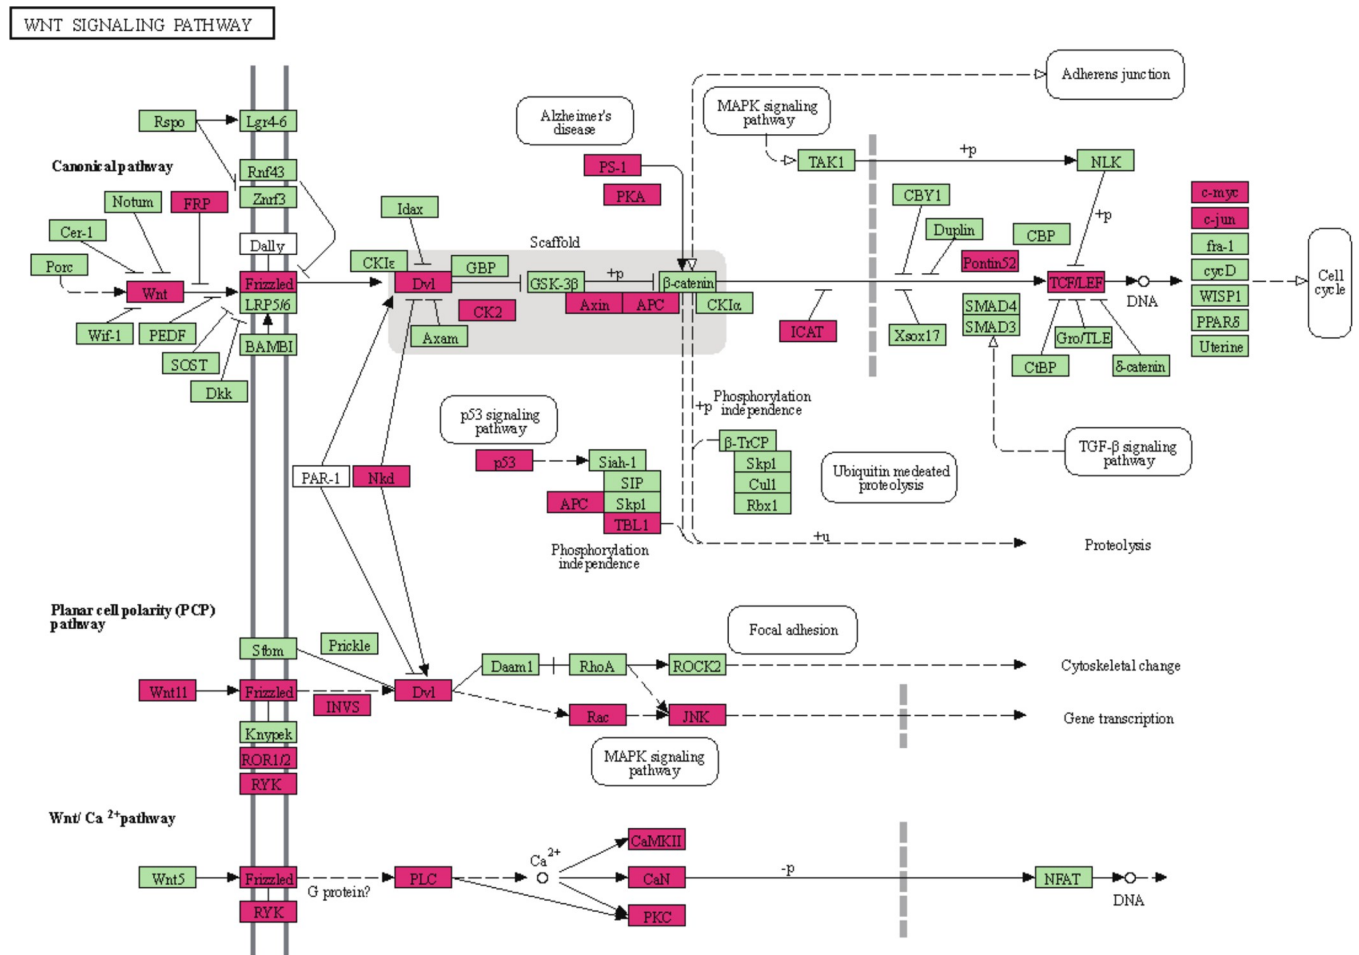 WNT SIGNALING PATHWAY
Adherens junction
Alzheimer's
disease
MAPK signaling
pathway
Rspo
Lgr4-6
+p
TAK1
NLK
Canonical pathway
Rnf43
PS-1
Notum
FRP
Znrf3
PKA
CBY1
c-myc
Idax
+p
c-jun
Cer-1
Dally
Scaffold
Duplin
CBP
fra-1
Porc
CKIε
GBP
Pontin52
cycD
Cell
cycle
Wnt
Frizzled
Dvl
GSK-3β
+p
β-catenin
TCF/LEF
DNA
LRP5/6
CK2
Axin
APC
CKIα
SMAD4
WISP1
Wif-1
PEDF
BAMBI
Axam
ICAT
Xsox17
SMAD3
Gro/TLE
PPARδ
SOST
CtBP
δ-catenin
Uterine
Dkk
+p
Phosphorylation
independence
p53 signaling
pathway
β-TrCP
TGF-β signaling
pathway
p53
Siah-1
Skp1
Ubiquitin medeated
proteolysis
PAR-1
Nkd
SIP
Cul1
APC
Skp1
Rbx1
TBL1
+u
Proteolysis
Phosphorylation
independence
Planar cell polarity (PCP)
pathway
Focal adhesion
Stbm
Prickle
Daam1
RhoA
ROCK2
Cytoskeletal change
Wnt11
Frizzled
INVS
Dvl
Rac
JNK
Gene transcription
Knypek
ROR1/2
MAPK signaling
pathway
RYK
Wnt/ Ca 2+ pathway
CaMKII
Ca2+
Wnt5
Frizzled
G protein?
PLC
CaN
-p
NFAT
DNA
RYK
PKC